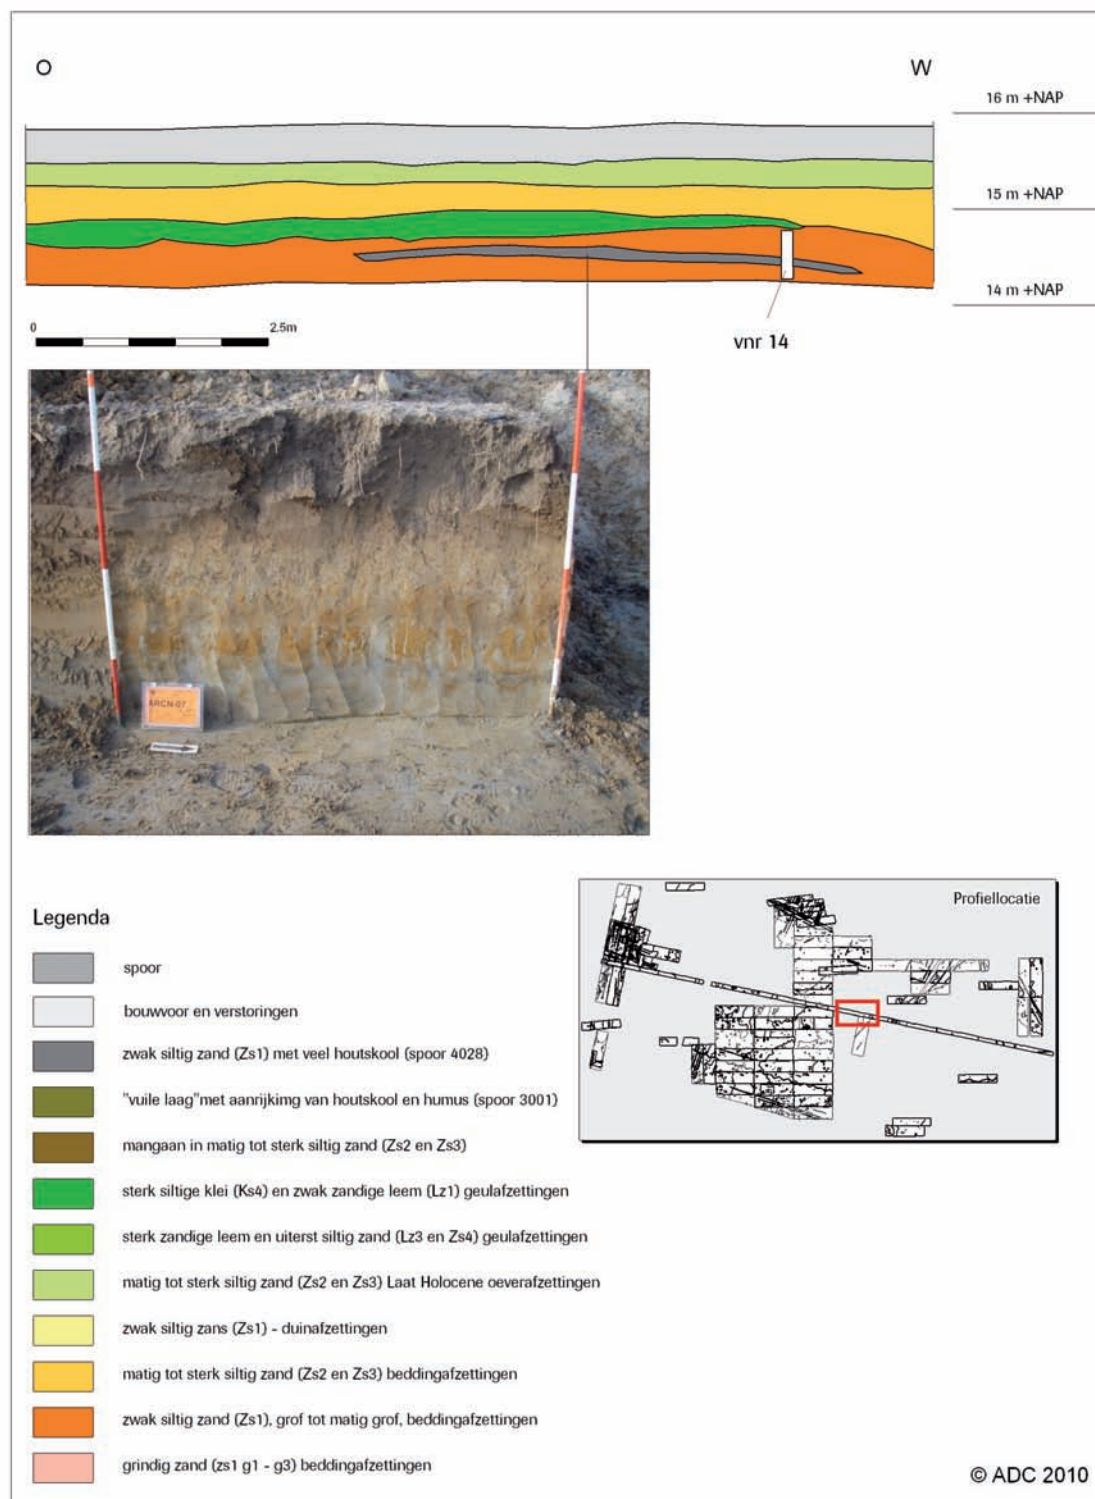 O
W
16 m +NAP
15 m +NAP
14 m +NAP
0
2.5m
vnr 14
ARCN-07
Profiellocatie
Legenda
spoor
bouwvoor en verstoringen
zwak siltig zand (Zs1) met veel houtskool (spoor 4028)
"vuile laag"met aanrijkimg van houtskool en humus (spoor 3001)
mangaan in matig tot sterk siltig zand (Zs2 en Zs3)
sterk siltige klei (Ks4) en zwak zandige leem (Lz1) geulafzettingen
sterk zandige leem en uiterst siltig zand (Lz3 en Zs4) geulafzettingen
matig tot sterk siltig zand (Zs2 en Zs3) Laat Holocene oeverafzettingen
zwak siltig zans (Zs1) - duinafzettingen
matig tot sterk siltig zand (Zs2 en Zs3) beddingafzettingen
zwak siltig zand (Zs1), grof tot matig grof, beddingafzettingen
grindig zand (zs1 g1 - g3) beddingafzettingen
© ADC 2010